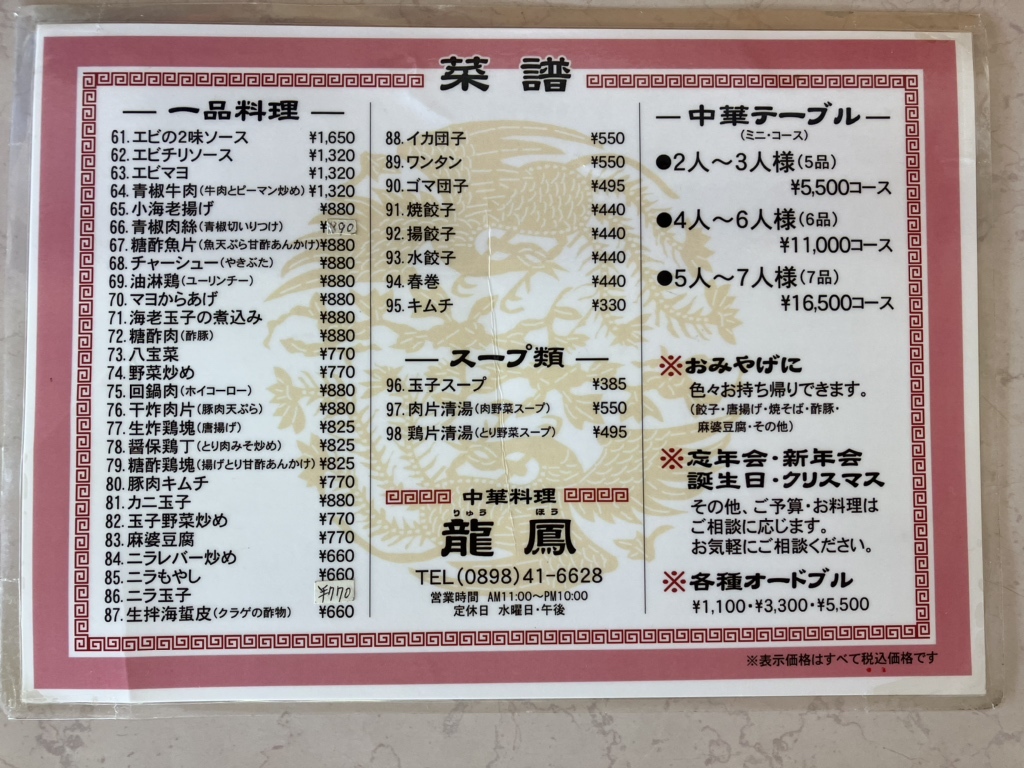 菜譜
一品料理
61.エビの2味ソース ¥1,650
62.エビチリソース ¥1,320
63.エビマヨ ¥1,320
64.青椒牛肉(牛肉とピーマン炒め) ¥1,320
65.小海老揚げ ¥880
66.青椒肉絲(青椒切いりつけ)
67.糖酢魚片(魚天ぷら甘酢あんかけ) ¥880
68.チャーシュー(やきぶた) ¥880
69.油淋鶏(ユーリンチー) ¥880
70.マヨからあげ ¥880
71.海老玉子の煮込み ¥880
72.糖酢肉(酢豚) ¥880
73.八宝菜 ¥770
74.野菜炒め ¥770
75.回鍋肉(ホイコーロー) ¥880
76.干炸肉片(豚肉天ぷら) ¥880
77.生炸鶏塊(唐揚げ) ¥825
78.醤保鶏丁(とり肉みそ炒め) ¥825
79.糖酢鶏塊(揚げとり甘酢あんかけ) ¥825
80.豚肉キムチ ¥770
81.カニ玉子 ¥880
82.玉子野菜炒め ¥770
83.麻婆豆腐 ¥770
84.ニラレバー炒め ¥660
85.ニラもやし ¥660
86.ニラ玉子 ¥770
87.生拌海蜇皮(クラゲの酢物) ¥660
88.イカ団子 ¥550
89.ワンタン ¥550
90.ゴマ団子 ¥495
91.焼餃子 ¥440
92.揚餃子 ¥440
93.水餃子 ¥440
94.春巻 ¥440
95.キムチ ¥330
スープ類
96.玉子スープ ¥385
97.肉片清湯(肉野菜スープ) ¥550
98 鶏片清湯(とり野菜スープ) ¥495
中華料理
りゅう ほう
龍鳳
TEL(0898)41-6628
営業時間 AM11:00〜PM10:00
定休日 水曜日・午後
中華テーブル
(ミニ・コース)
●2人〜3人様(5品)
¥5,500コース
●4人〜6人様(6品)
¥11,000コース
●5人〜7人様(7品)
¥16,500コース
※おみやげに
色々お持ち帰りできます。
(餃子・唐揚げ・焼そば・酢豚・
麻婆豆腐・その他)
※忘年会・新年会
誕生日・クリスマス
その他、ご予算・お料理は
ご相談に応じます。
お気軽にご相談ください。
※各種オードブル
¥1,100・¥3,300・¥5,500
※表示価格はすべて税込価格です